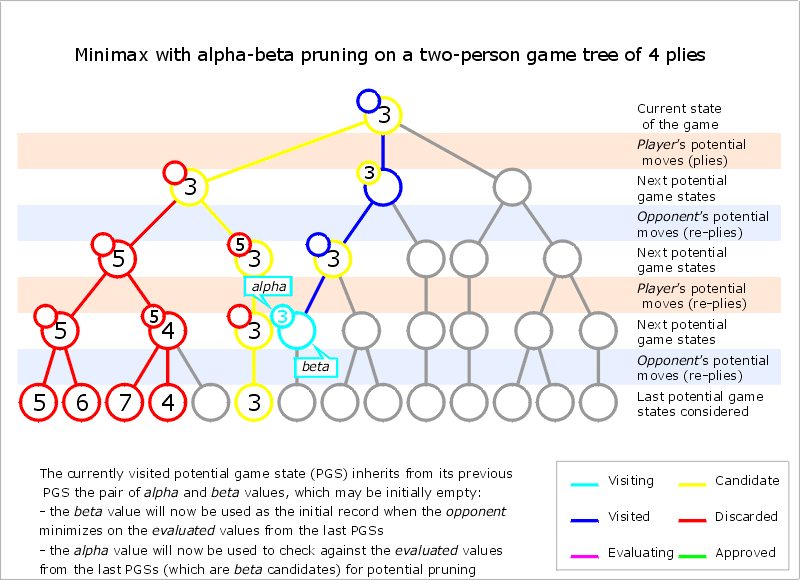 Minimax with alpha-beta pruning on a two-person game tree of 4 plies
3
Current state
of the game
Player's potential
moves (plies)
3
3
Next potential
game states
Opponent's potential
moves (re-plies)
5
5
3
3
Next potential
game states
alpha
Player's potential
moves (re-plies)
5
5
4
3
3
Next potential
game states
beta
Opponent's potential
moves (re-plies)
5
6
7
4
3
Last potential game
states considered
The currently visited potential game state (PGS) inherits from its previous
PGS the pair of alpha and beta values, which may be initially empty:
- the beta value will now be used as the initial record when the opponent
minimizes on the evaluated values from the last PGSs
- the alpha value will now be used to check against the evaluated values
from the last PGSs (which are beta candidates) for potential pruning
Visiting
Candidate
Visited
Discarded
Evaluating
Approved